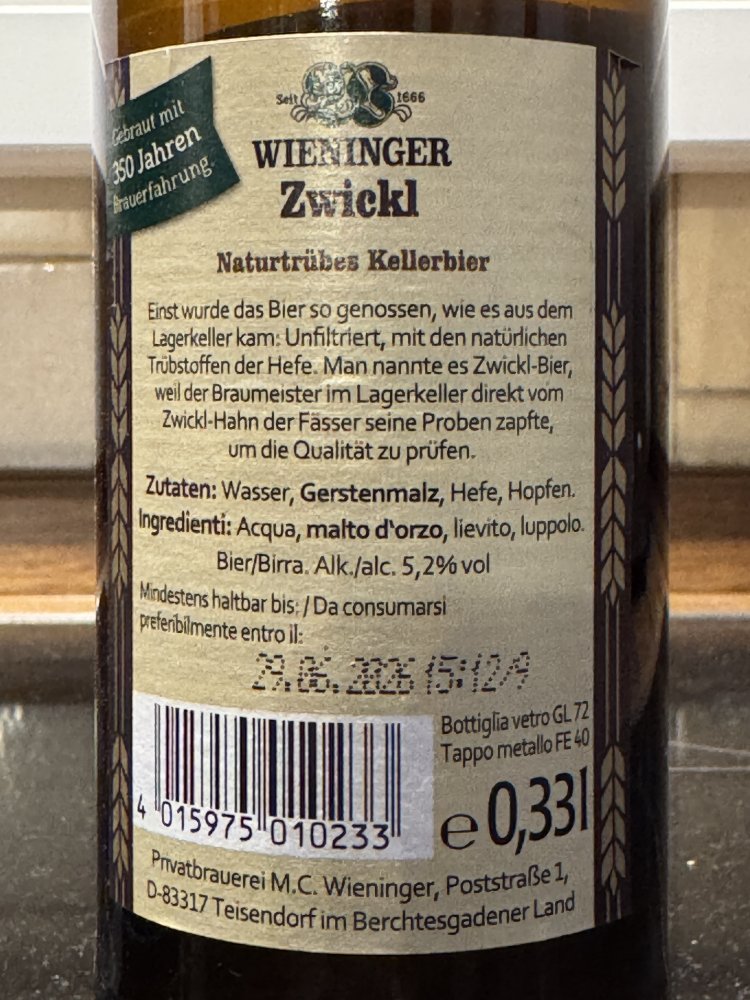 Gebraut mit
350 Jahren
Brauerfahrung.
Seit 1666
WIENINGER
Zwickl
Naturtrübes Kellerbier
Einst wurde das Bier so genossen, wie es aus dem
Lagerkeller kam: Unfiltriert, mit den natürlichen
Trübstoffen der Hefe. Man nannte es Zwickl-Bier,
weil der Braumeister im Lagerkeller direkt vom
Zwickl-Hahn der Fässer seine Proben zapfte,
um die Qualität zu prüfen.
Zutaten: Wasser, Gerstenmalz, Hefe, Hopfen.
Ingredienti: Acqua, malto d'orzo, lievito, luppolo.
Bier/Birra. Alk./alc. 5,2% vol
Mindestens haltbar bis: / Da consumarsi
preferibilmente entro il:
29.06.2026 15:12/9
Bottiglia vetro GL 72
Tappo metallo FE 40
4 015975 010233
e 0,33l
Privatbrauerei M.C. Wieninger, Poststraße 1,
D-83317 Teisendorf im Berchtesgadener Land